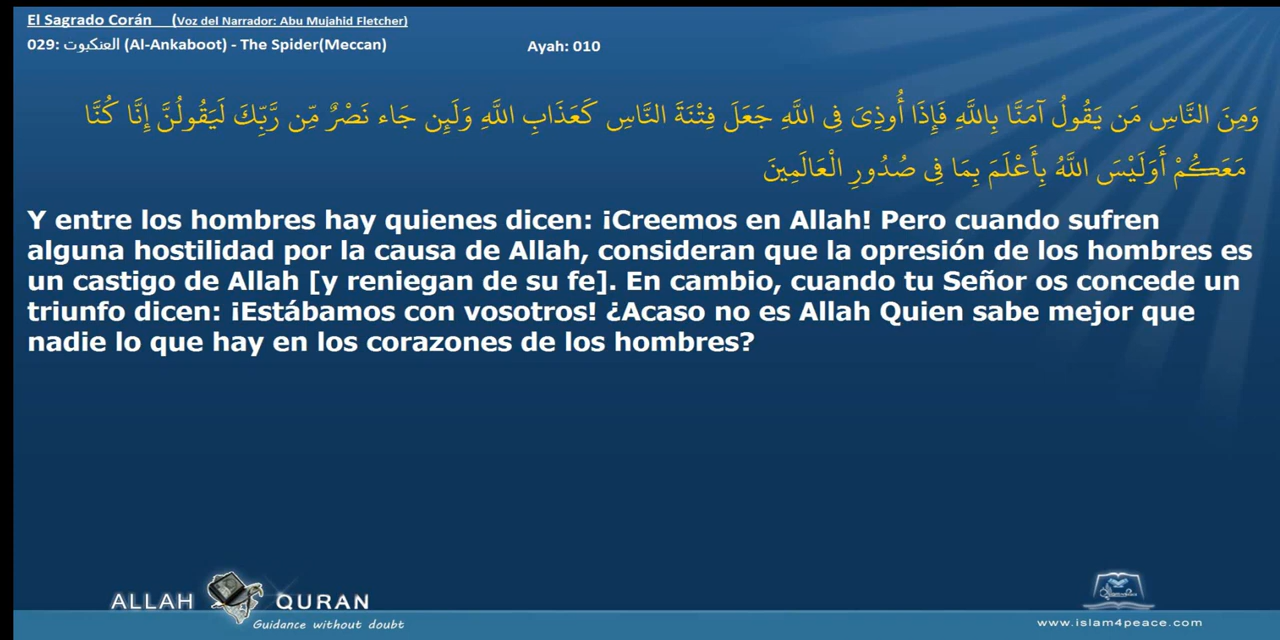 El Sagrado Corán (Voz del Narrador: Abu Mujahid Fletcher)
029: العنكبوت (Al-Ankaboot) - The Spider(Meccan) Ayah: 010
وَمِنَ النَّاسِ مَن يَقُولُ آمَنَّا بِاللَّهِ فَإِذَا أُوذِىَ فِى اللَّهِ جَعَلَ فِتْنَةَ النَّاسِ كَعَذَابِ اللَّهِ وَلَئِن جَاء نَصْرٌ مِّن رَّبِّكَ لَيَقُولُنَّ إِنَّا كُنَّا
مَعَكُمْ أَوَلَيْسَ اللَّهُ بِأَعْلَمَ بِمَا فِى صُدُورِ الْعَالَمِينَ
Y entre los hombres hay quienes dicen: ¡Creemos en Allah! Pero cuando sufren
alguna hostilidad por la causa de Allah, consideran que la opresión de los hombres es
un castigo de Allah [y reniegan de su fe]. En cambio, cuando tu Señor os concede un
triunfo dicen: ¡Estábamos con vosotros! ¿Acaso no es Allah Quien sabe mejor que
nadie lo que hay en los corazones de los hombres?
ALLAH QURAN
Guidance without doubt
www.islam4peace.com